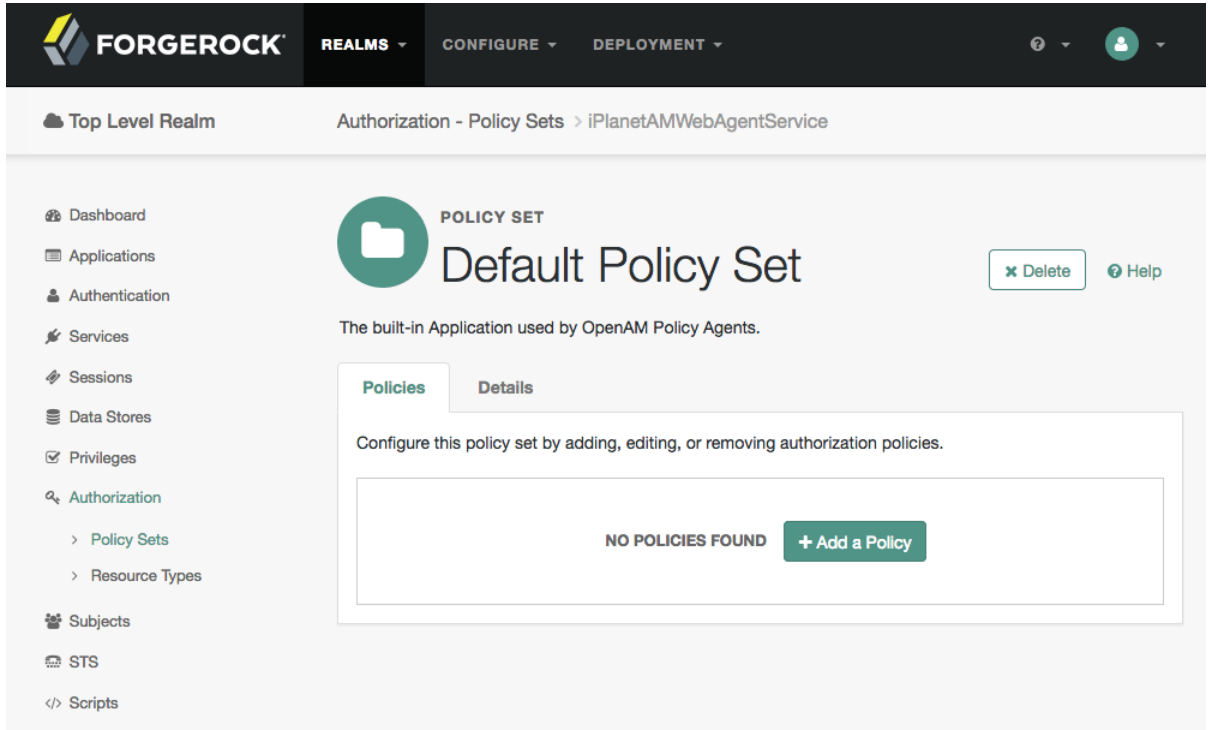 FORGEROCK REALMS CONFIGURE DEPLOYMENT
Top Level Realm Authorization - Policy Sets > iPlanetAMWebAgentService
Dashboard
Applications
Authentication
Services
Sessions
Data Stores
Privileges
Authorization
> Policy Sets
> Resource Types
Subjects
STS
</> Scripts
POLICY SET
Default Policy Set
Delete Help
The built-in Application used by OpenAM Policy Agents.
Policies Details
Configure this policy set by adding, editing, or removing authorization policies.
NO POLICIES FOUND + Add a Policy